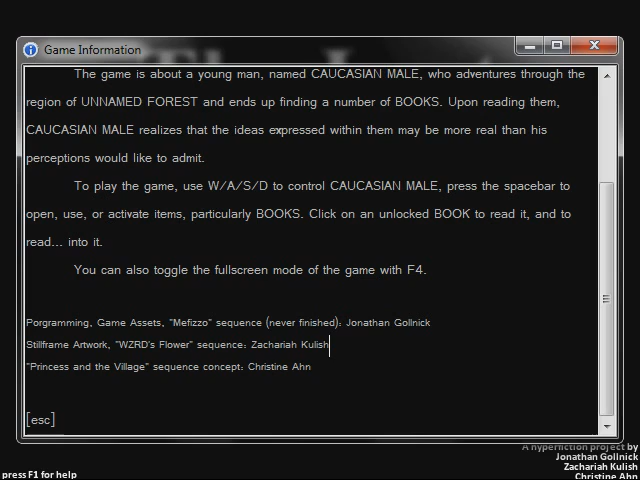 Game Information
The game is about a young man, named CAUCASIAN MALE, who adventures through the
region of UNNAMED FOREST and ends up finding a number of BOOKS. Upon reading them,
CAUCASIAN MALE realizes that the ideas expressed within them may be more real than his
perceptions would like to admit.
To play the game, use W/A/S/D to control CAUCASIAN MALE, press the spacebar to
open, use, or activate items, particularly BOOKS. Click on an unlocked BOOK to read it, and to
read... into it.
You can also toggle the fullscreen mode of the game with F4.
Porgramming, Game Assets, "Mefizzo" sequence (never finished): Jonathan Gollnick
Stillframe Artwork, "WZRD's Flower" sequence: Zachariah Kulish
"Princess and the Village" sequence concept: Christine Ahn
[esc]
A hyperfiction project by
Jonathan Gollnick
Zachariah Kulish
Christine Ahn
press F1 for help